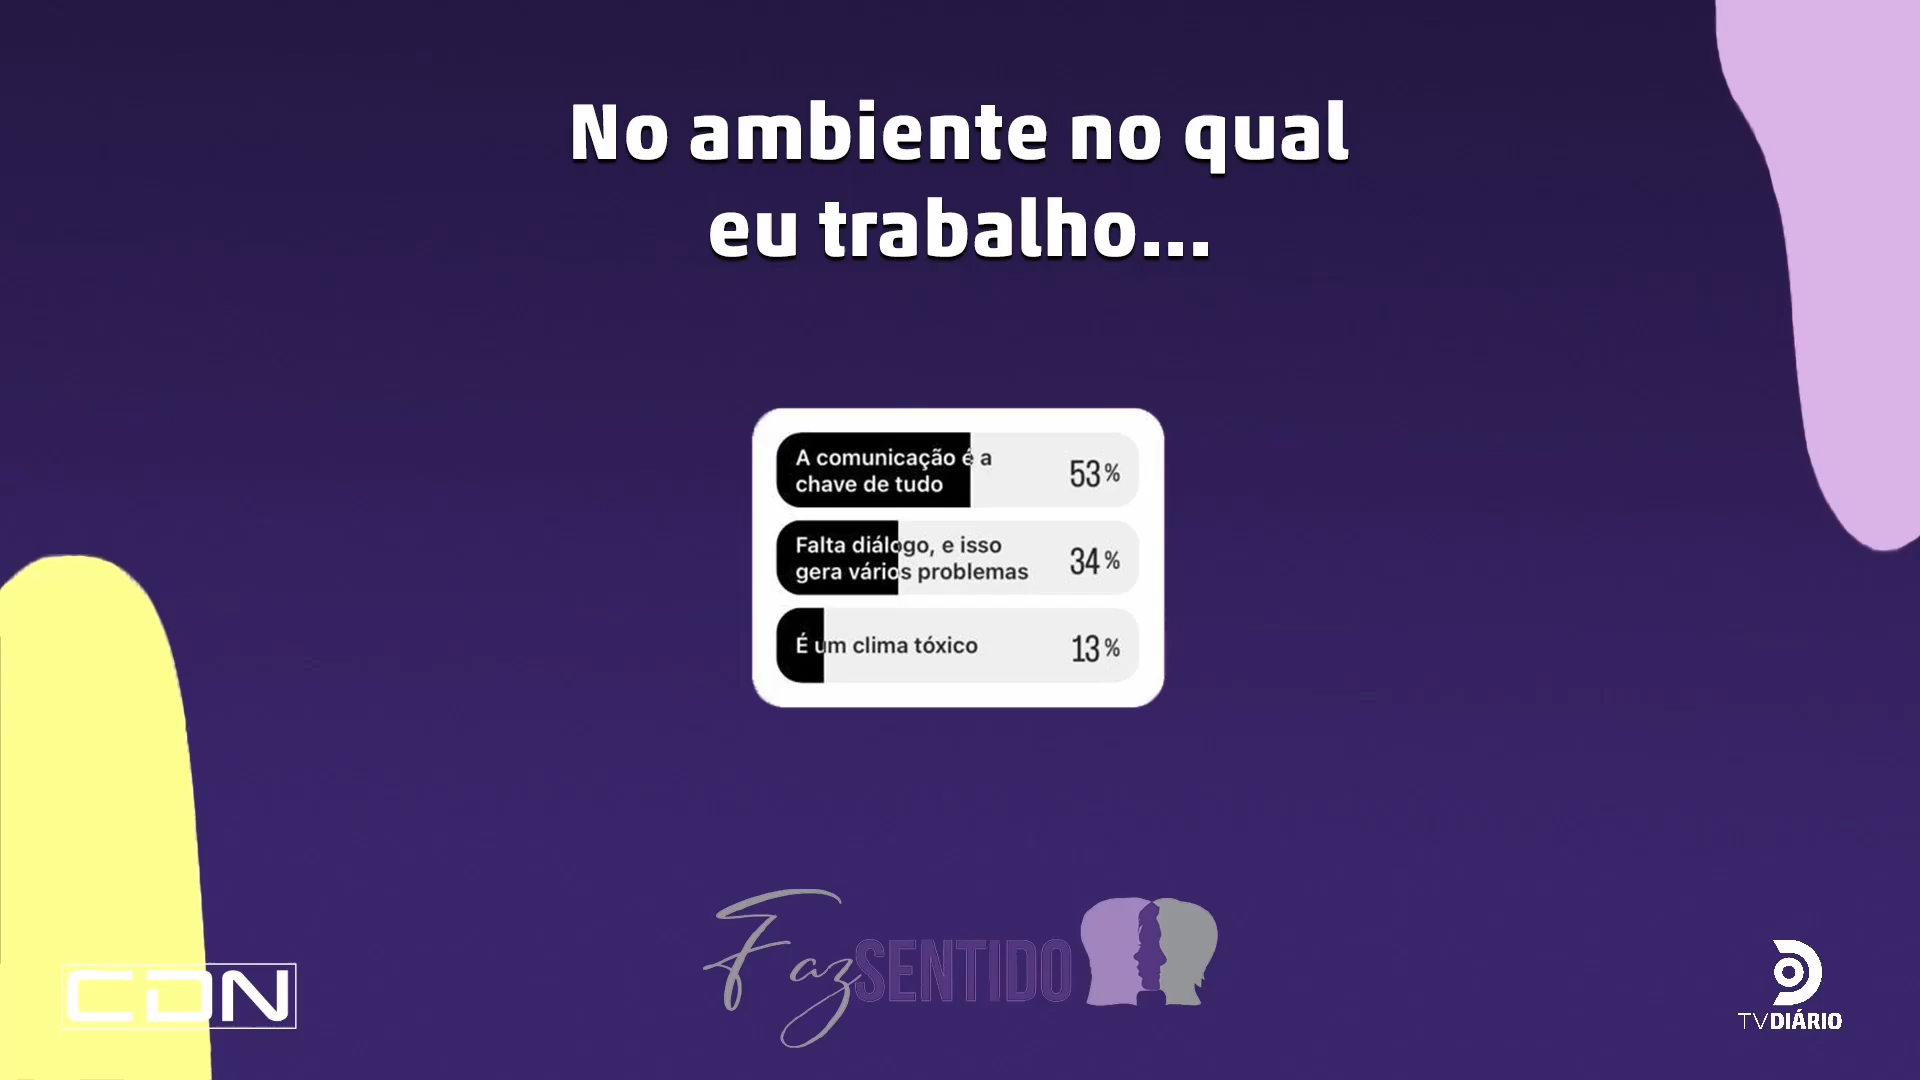 No ambiente no qual
eu trabalho...
A comunicação é a
chave de tudo
53%
Falta diálogo, e isso
gera vários problemas
34%
É um clima tóxico
13%
Faz SENTIDO
CDN
TV DIÁRIO